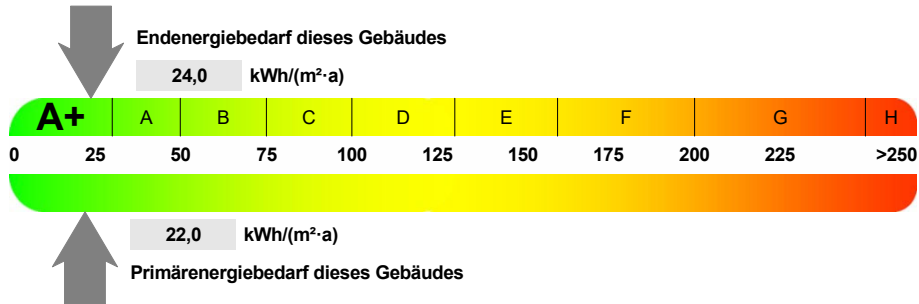 Endenergiebedarf dieses Gebäudes
24,0 kWh/(m²·a)
A+ A B C D E F G H
0 25 50 75 100 125 150 175 200 225 >250
22,0 kWh/(m²·a)
Primärenergiebedarf dieses Gebäudes